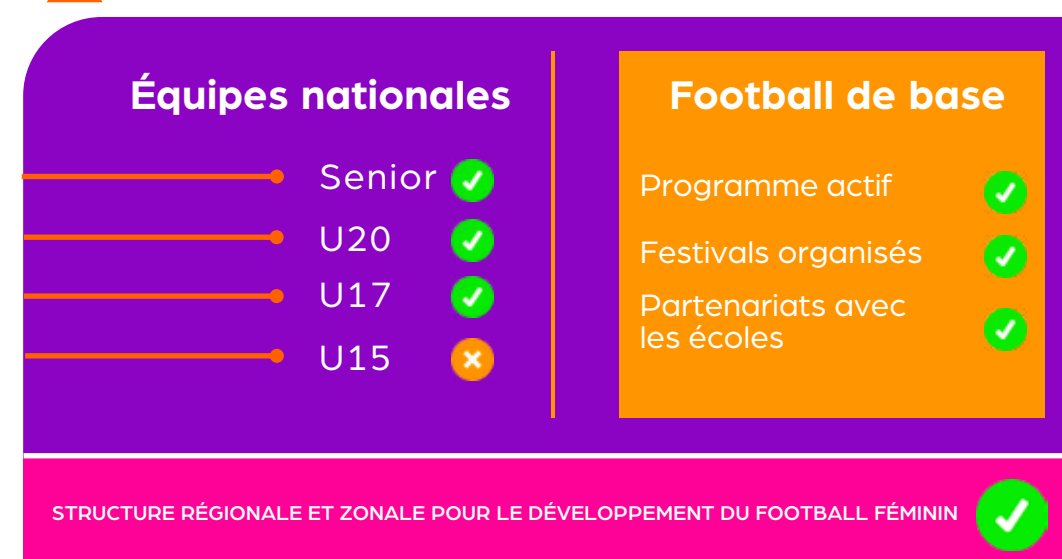 Équipes nationales
Senior
U20
U17
U15
Football de base
Programme actif
Festivals organisés
Partenariats avec
les écoles
STRUCTURE RÉGIONALE ET ZONALE POUR LE DÉVELOPPEMENT DU FOOTBALL FÉMININ